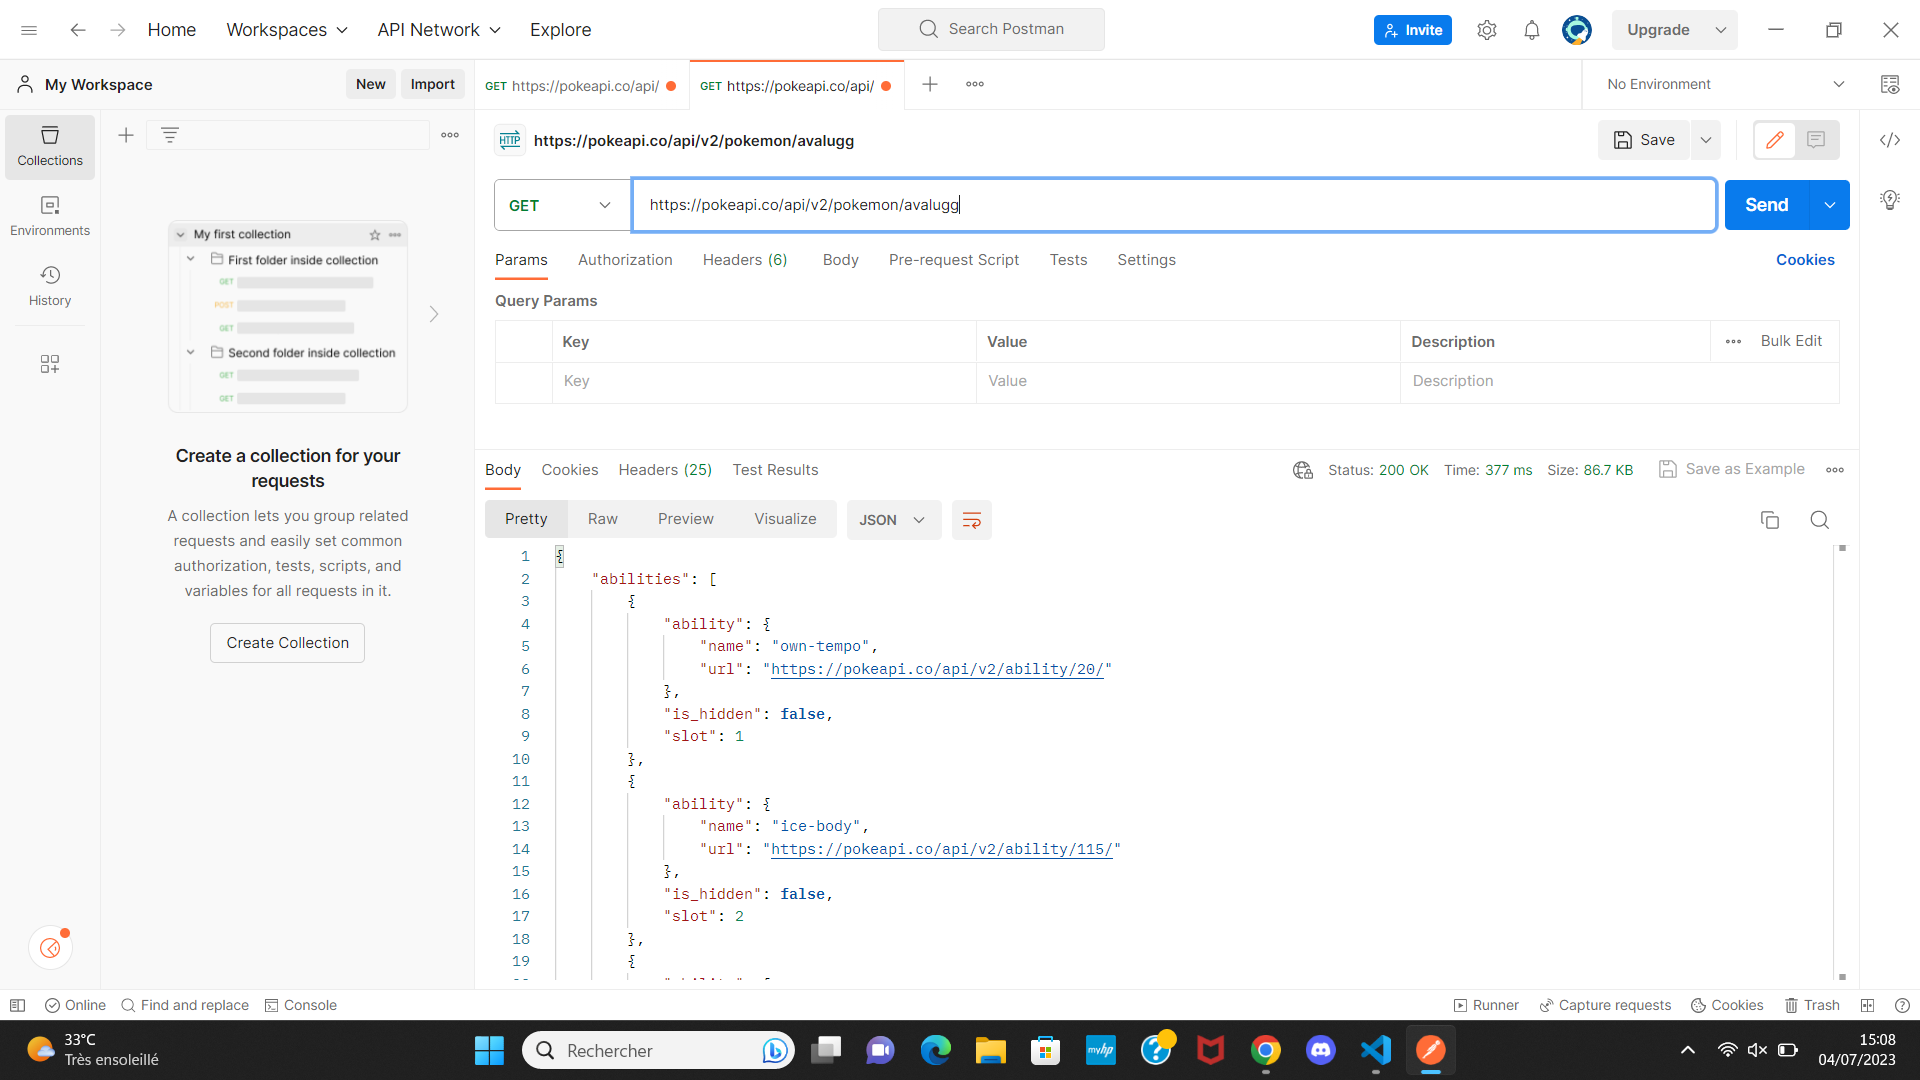 Home Workspaces API Network Explore Search Postman Invite Upgrade
My Workspace New Import GET https://pokeapi.co/api/ GET https://pokeapi.co/api/ No Environment
Collections
Environments
History
My first collection
First folder inside collection
GET
POST
GET
Second folder inside collection
GET
GET
Create a collection for your
requests
A collection lets you group related
requests and easily set common
authorization, tests, scripts, and
variables for all requests in it.
Create Collection
HTTP https://pokeapi.co/api/v2/pokemon/avalugg Save
GET https://pokeapi.co/api/v2/pokemon/avalugg Send
Params Authorization Headers (6) Body Pre-request Script Tests Settings Cookies
Query Params
Key Value Description Bulk Edit
Key Value Description
Body Cookies Headers (25) Test Results Status: 200 OK Time: 377 ms Size: 86.7 KB Save as Example
Pretty Raw Preview Visualize JSON
1 {
2 "abilities": [
3 {
4 "ability": {
5 "name": "own-tempo",
6 "url": "https://pokeapi.co/api/v2/ability/20/"
7 },
8 "is_hidden": false,
9 "slot": 1
10 },
11 {
12 "ability": {
13 "name": "ice-body",
14 "url": "https://pokeapi.co/api/v2/ability/115/"
15 },
16 "is_hidden": false,
17 "slot": 2
18 },
19 {
Online Find and replace Console Runner Capture requests Cookies Trash
33°C
Très ensoleillé
Rechercher
myhp
15:08
04/07/2023